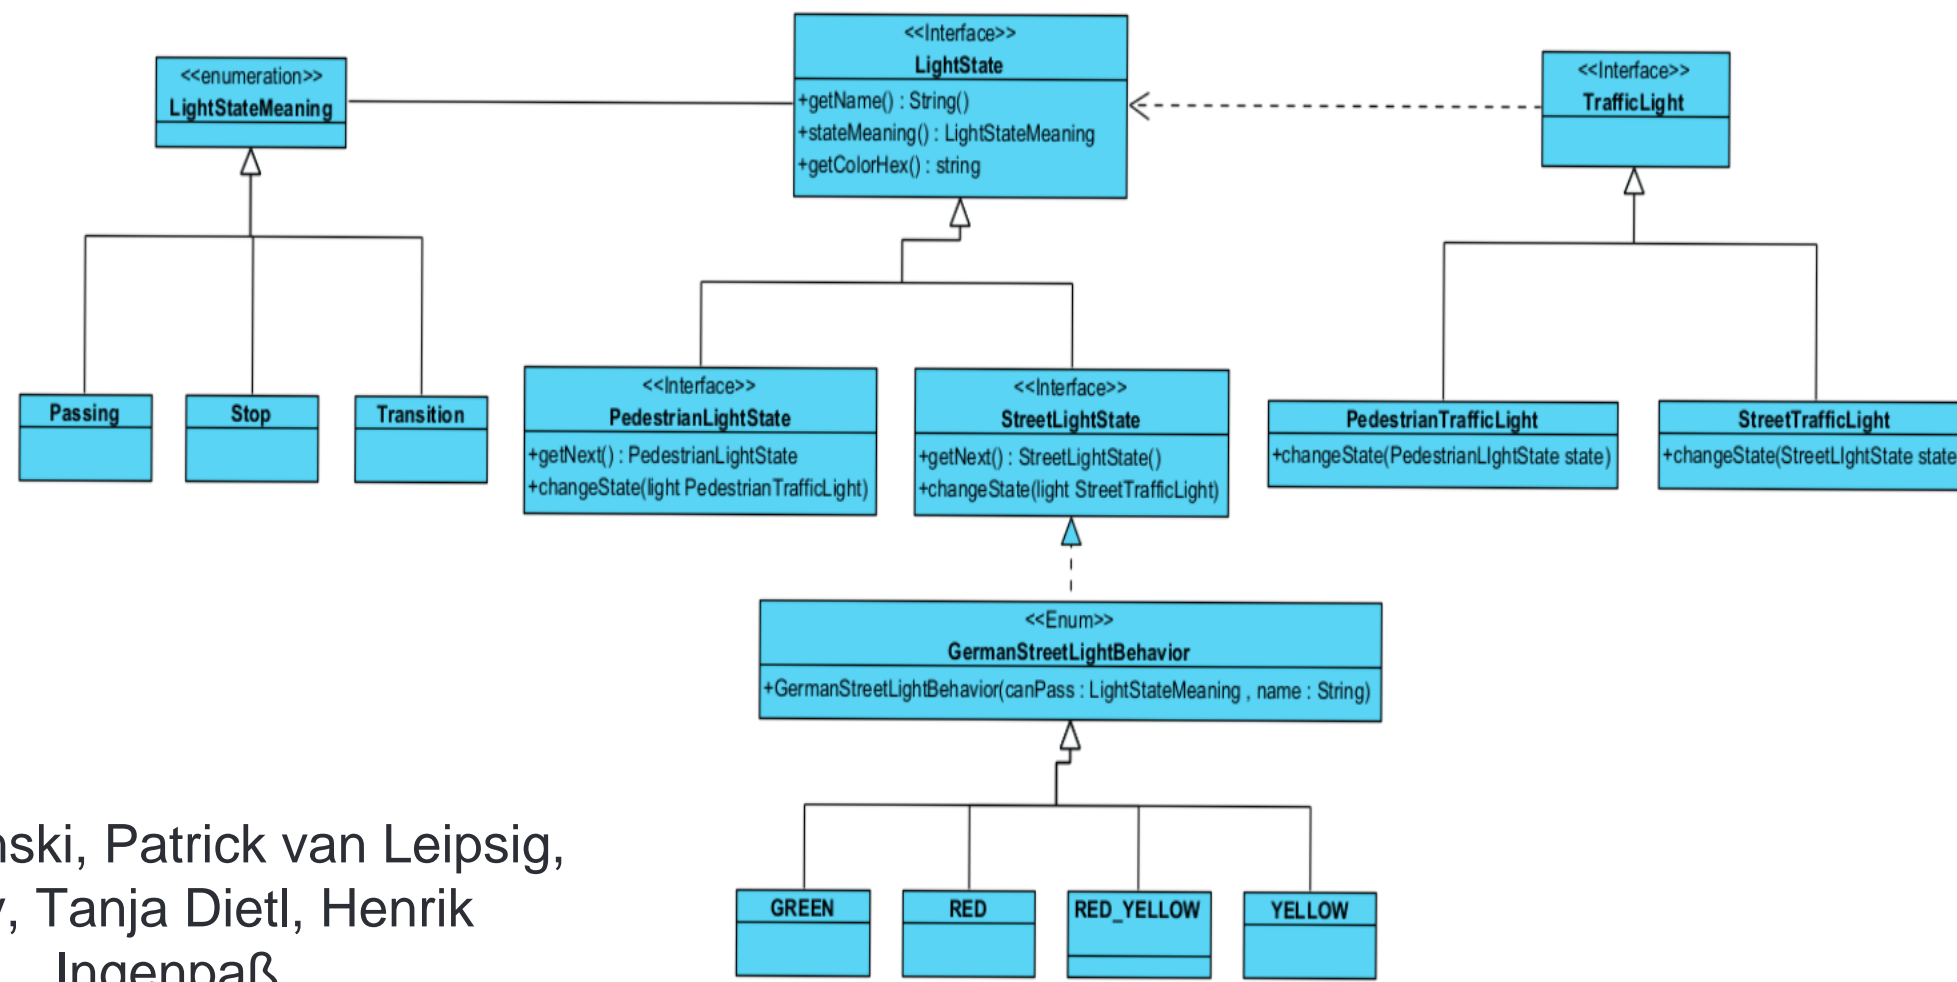 <<enumeration>>
LightStateMeaning
<<Interface>>
LightState
+getName() : String()
+stateMeaning() : LightStateMeaning
+getColorHex() : string
<<Interface>>
TrafficLight
Passing
Stop
Transition
<<Interface>>
PedestrianLightState
+getNext() : PedestrianLightState
+changeState(light PedestrianTrafficLight)
<<Interface>>
StreetLightState
+getNext() : StreetLightState()
+changeState(light StreetTrafficLight)
PedestrianTrafficLight
+changeState(PedestrianLIghtState state)
StreetTrafficLight
+changeState(StreetLIghtState state
<<Enum>>
GermanStreetLightBehavior
+GermanStreetLightBehavior(canPass : LightStateMeaning , name : String)
GREEN
RED
RED_YELLOW
YELLOW
Patrick van Leipsig,
Tanja Dietl, Henrik
Ingenpaß